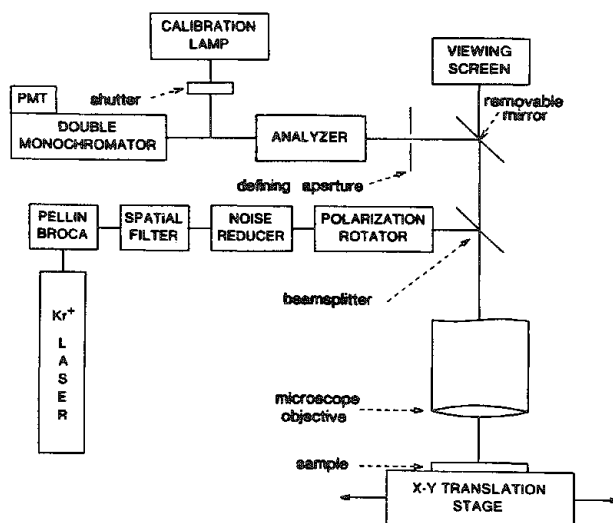 CALIBRATION
LAMP
VIEWING
SCREEN
shutter
PMT
removable
mirror
DOUBLE
MONOCHROMATOR
ANALYZER
defining aperture
PELLIN
BROCA
SPATIAL
FILTER
NOISE
REDUCER
POLARIZATION
ROTATOR
beamsplitter
Kr+
L
A
S
E
R
microscope
objective
sample
X-Y TRANSLATION
STAGE